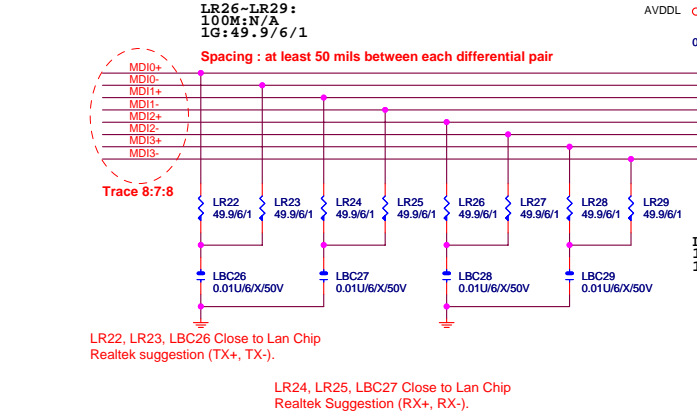 LR26~LR29:
100M:N/A
1G:49.9/6/1
AVDDL
Spacing : at least 50 mils between each differential pair
MDI0+
MDI0-
MDI1+
MDI1-
MDI2+
MDI2-
MDI3+
MDI3-
Trace 8:7:8
LR22
49.9/6/1
LR23
49.9/6/1
LR24
49.9/6/1
LR25
49.9/6/1
LR26
49.9/6/1
LR27
49.9/6/1
LR28
49.9/6/1
LR29
49.9/6/1
LBC26
0.01U/6/X/50V
LBC27
0.01U/6/X/50V
LBC28
0.01U/6/X/50V
LBC29
0.01U/6/X/50V
LR22, LR23, LBC26 Close to Lan Chip
Realtek suggestion (TX+, TX-).
LR24, LR25, LBC27 Close to Lan Chip
Realtek Suggestion (RX+, RX-).